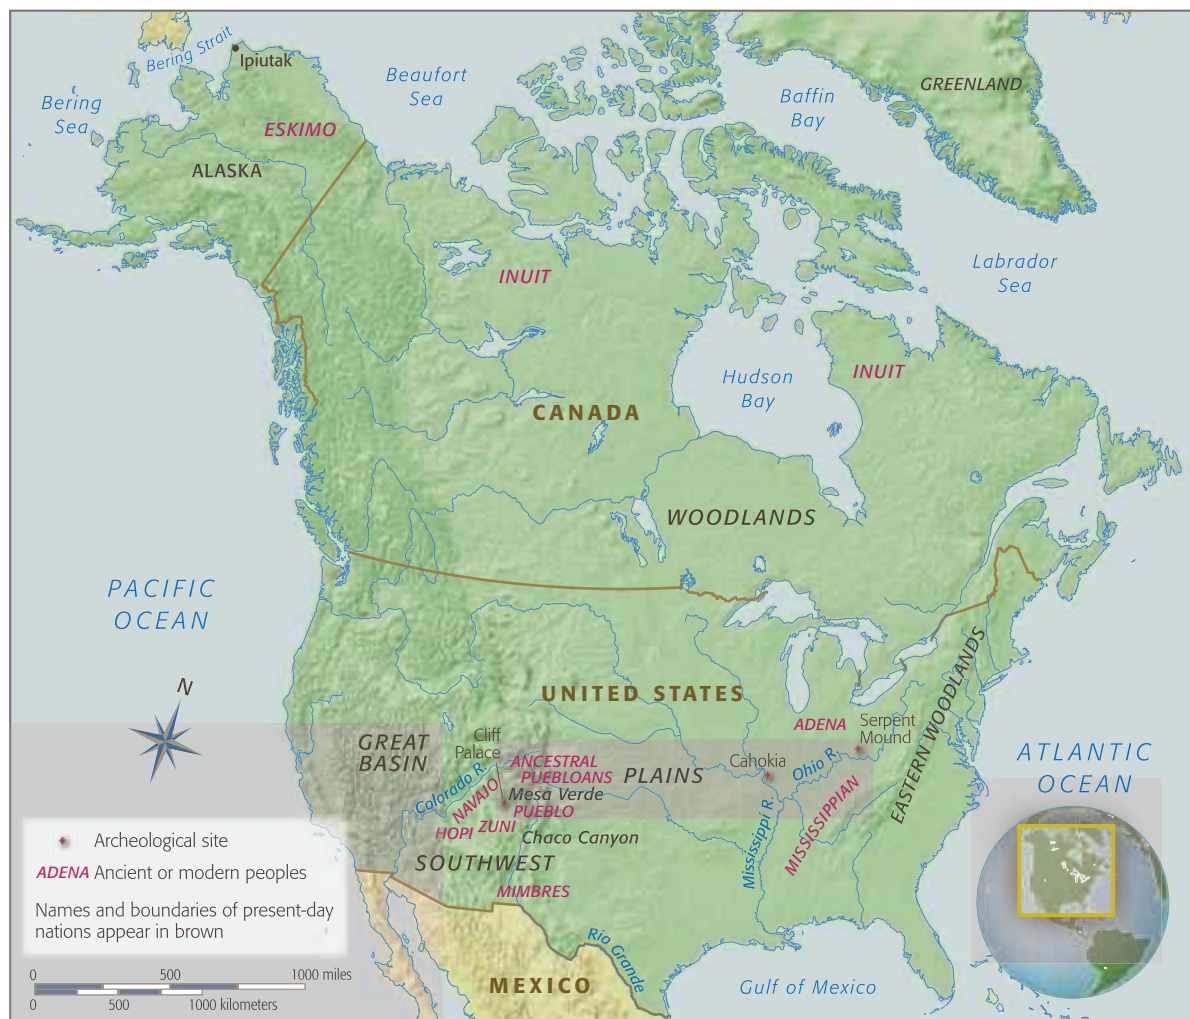 Bering Strait
Ipiutak
Beaufort
Sea
Bering
Sea
Baffin
Bay
GREENLAND
ESKIMO
ALASKA
INUIT
Labrador
Sea
Hudson
Bay
INUIT
CANADA
WOODLANDS
PACIFIC
OCEAN
N
UNITED STATES
EASTERN WOODLANDS
ADENA
Serpent
Mound
GREAT
BASIN
Cliff
Palace
Colorado R.
ANCESTRAL
PUEBLOANS
PLAINS
Cahokia
Ohio R.
ATLANTIC
OCEAN
NAVAJO
Mesa Verde
PUEBLO
HOPI
ZUNI
Chaco Canyon
Mississippi R.
MISSISSIPPIAN
SOUTHWEST
MIMBRES
Archeological site
ADENA Ancient or modern peoples
Names and boundaries of present-day
nations appear in brown
Rio Grande
MEXICO
Gulf of Mexico
0 500 1000 miles
0 500 1000 kilometers